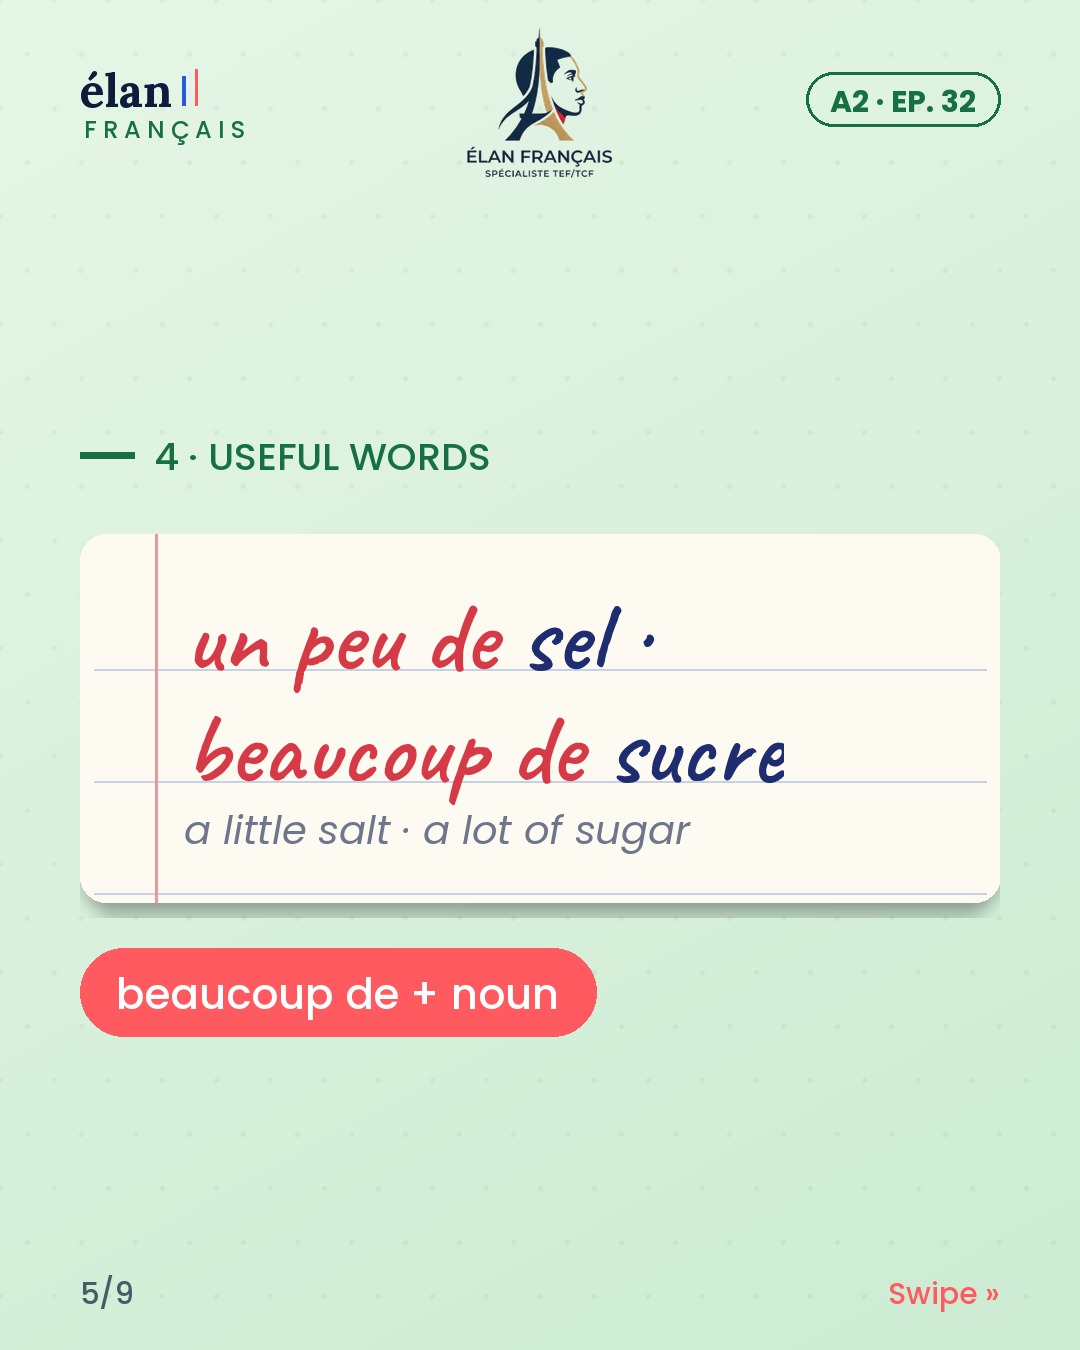 élan
FRANÇAIS
ÉLAN FRANÇAIS
SPÉCIALISTE TEF/TCF
A2 · EP. 32
4 · USEFUL WORDS
un peu de sel ·
beaucoup de sucre
a little salt · a lot of sugar
beaucoup de + noun
5/9
Swipe »